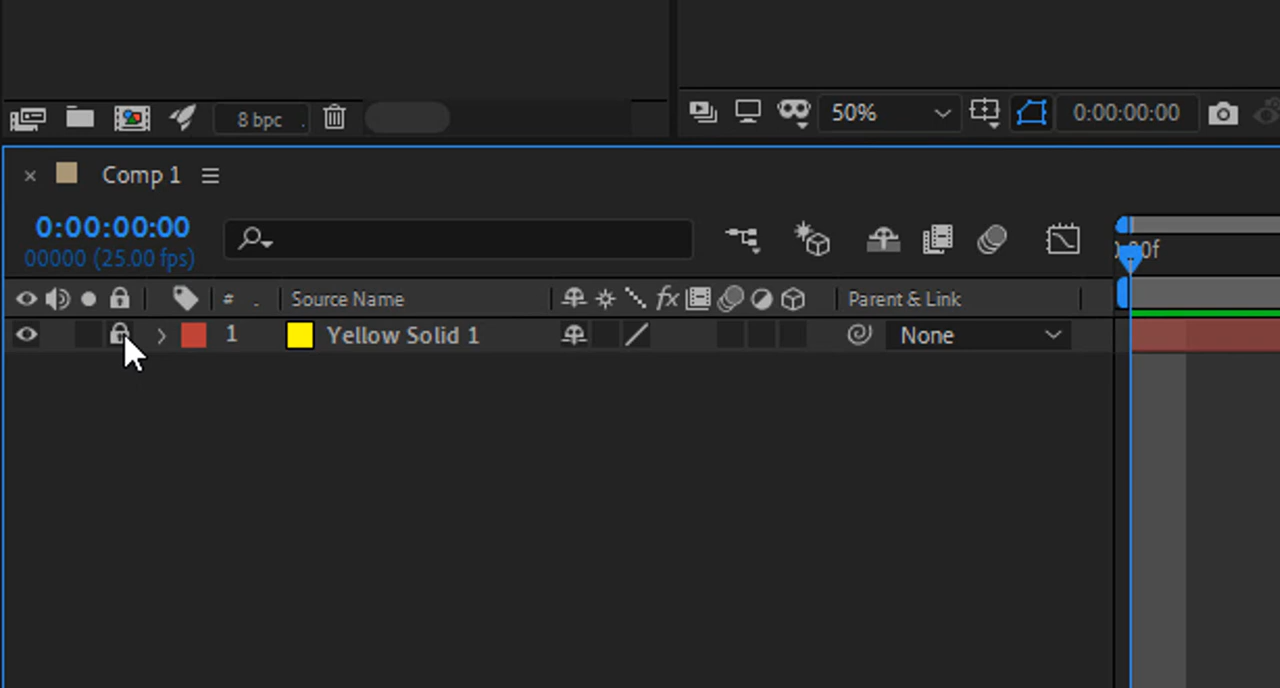 8 bpc
50%
0:00:00:00
Comp 1
0:00:00:00
00000 (25.00 fps)
# . Source Name
fx
Parent & Link
1 Yellow Solid 1
None